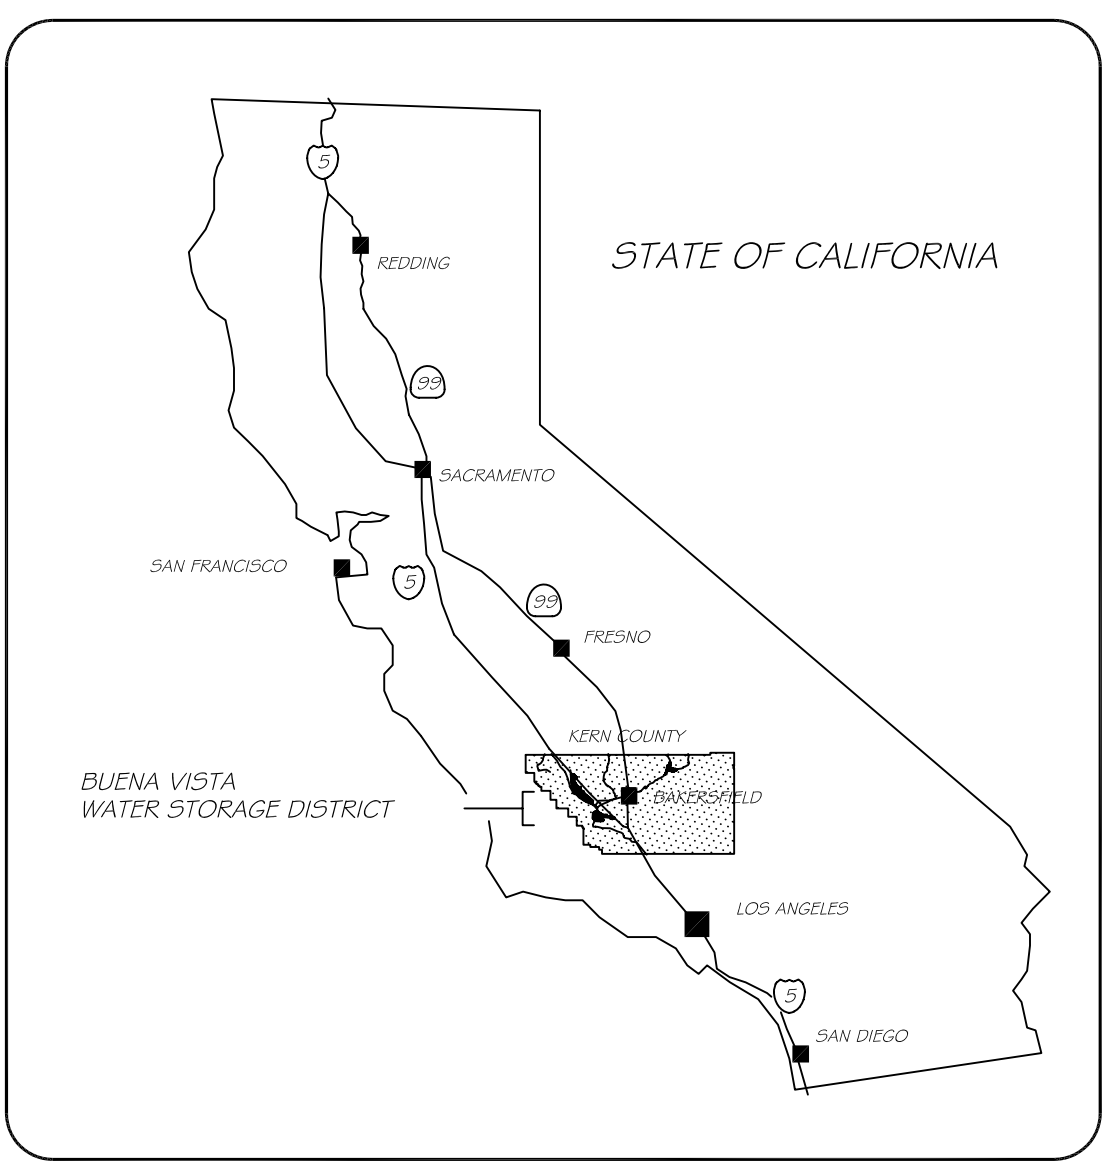 5
STATE OF CALIFORNIA
REDDING
99
SACRAMENTO
SAN FRANCISCO
5
99
FRESNO
KERN COUNTY
BUENA VISTA
WATER STORAGE DISTRICT
BAKERSFIELD
LOS ANGELES
5
SAN DIEGO